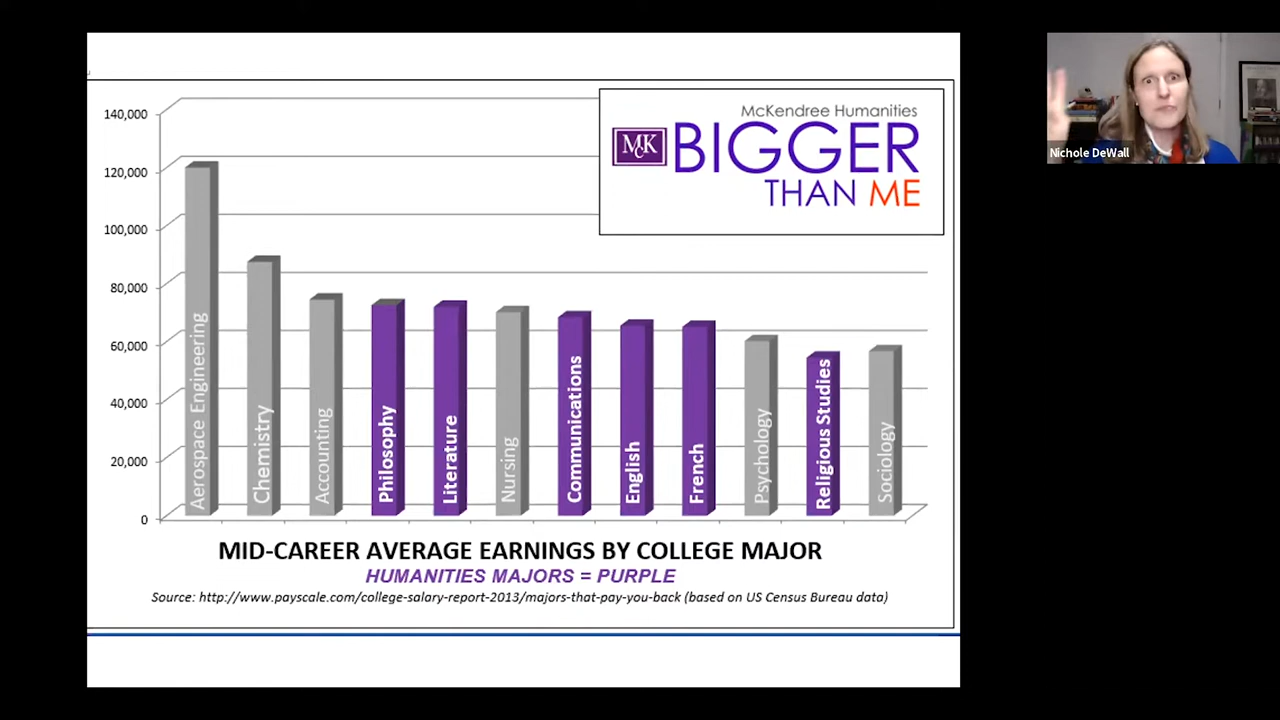 McKendree Humanities
McK
BIGGER
THAN ME
140,000
120,000
100,000
80,000
60,000
40,000
20,000
0
Aerospace Engineering
Chemistry
Accounting
Philosophy
Literature
Nursing
Communications
English
French
Psychology
Religious Studies
Sociology
MID-CAREER AVERAGE EARNINGS BY COLLEGE MAJOR
HUMANITIES MAJORS = PURPLE
Source: http://www.payscale.com/college-salary-report-2013/majors-that-pay-you-back (based on US Census Bureau data)
Nichole DeWall